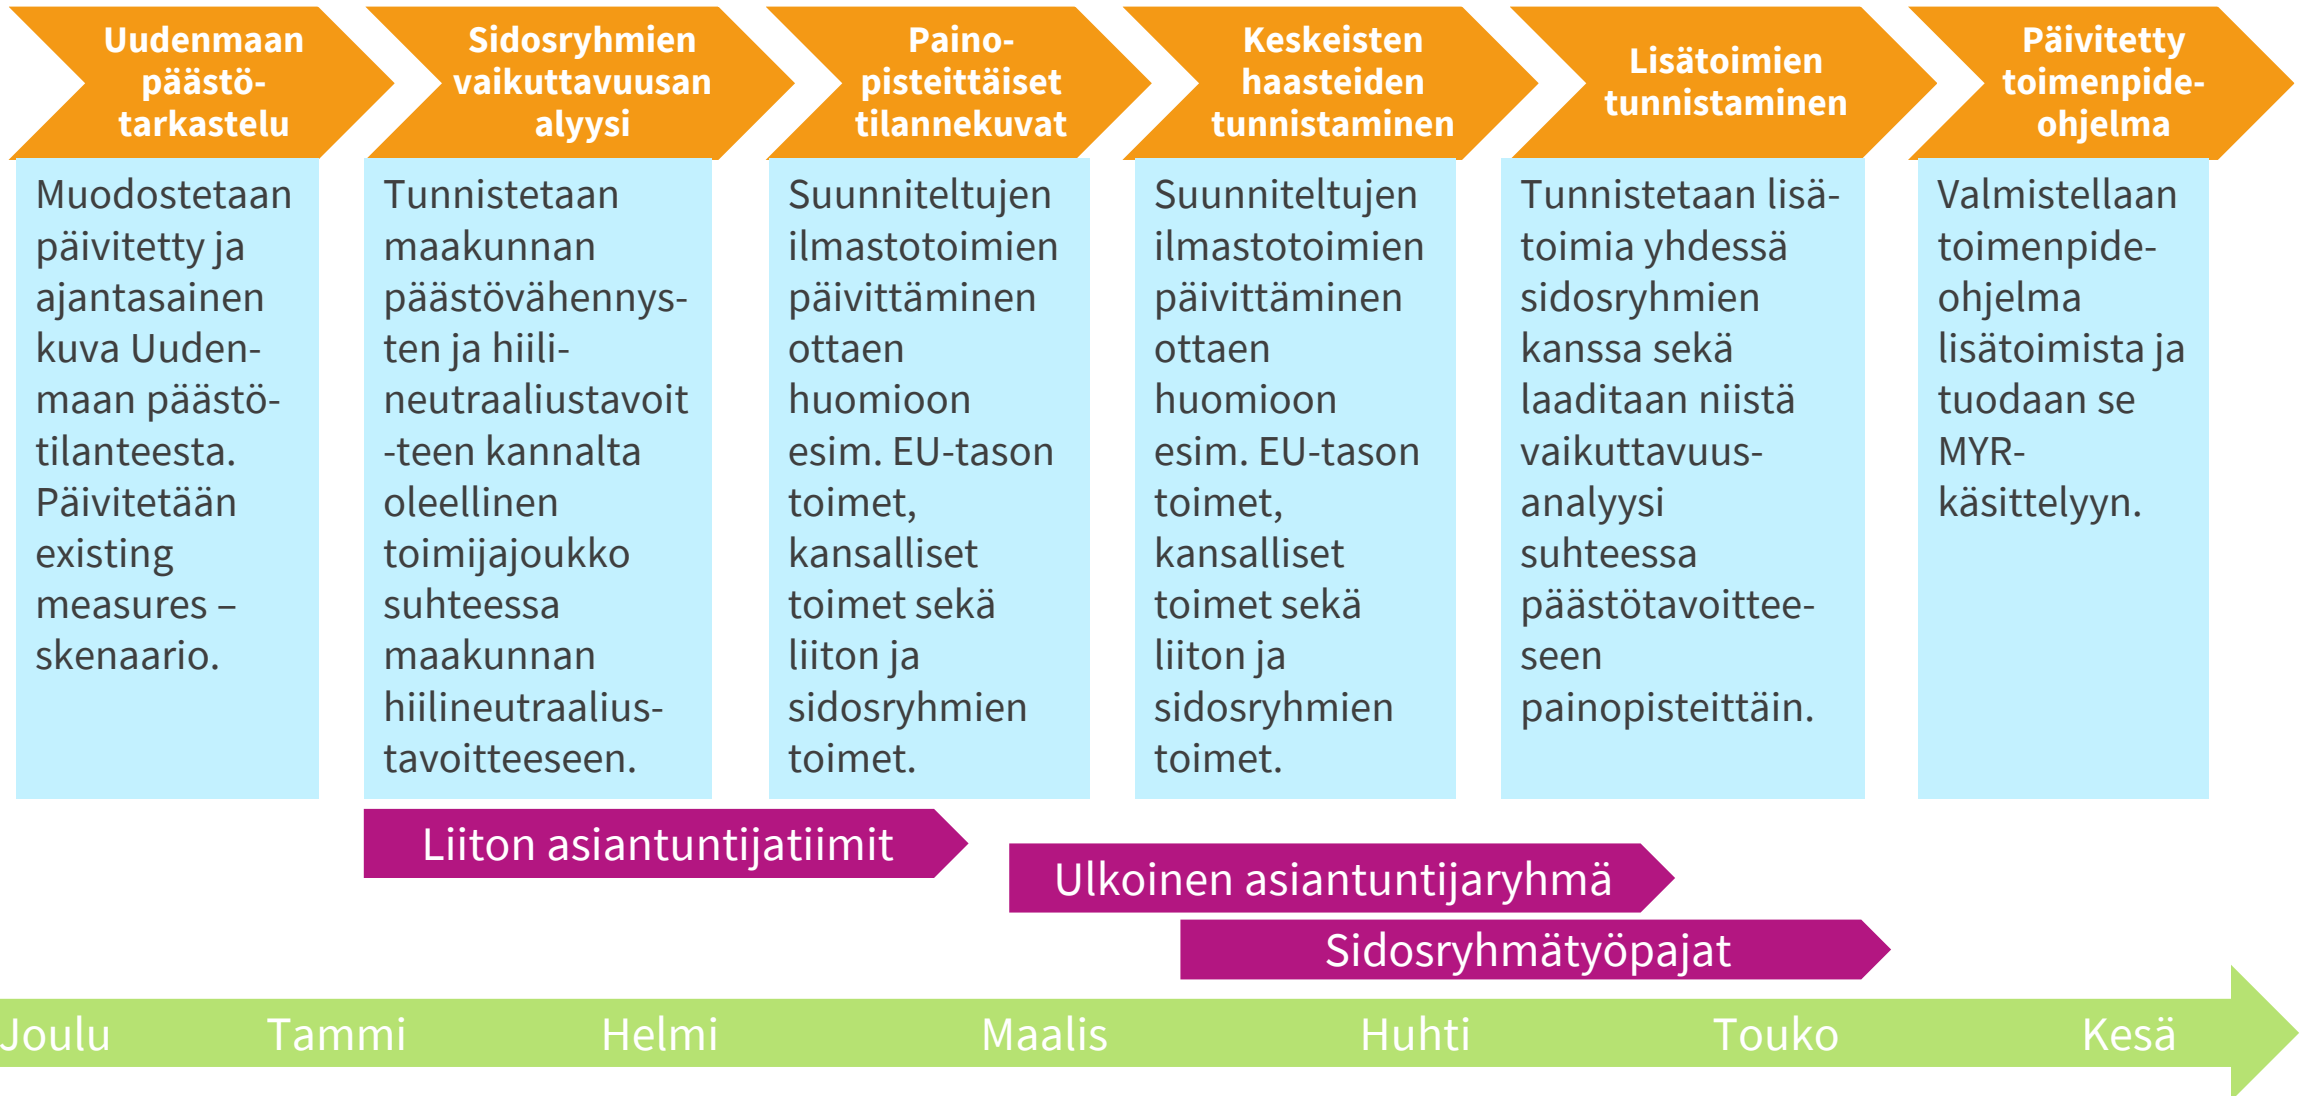 Uudenmaan
päästö-
tarkastelu
Sidosryhmien
vaikuttavuusan
alyysi
Paino-
pisteittäiset
tilannekuvat
Keskeisten
haasteiden
tunnistaminen
Lisätoimien
tunnistaminen
Päivitetty
toimenpide-
ohjelma
Muodostetaan
päivitetty ja
ajantasainen
kuva Uuden-
maan päästö-
tilanteesta.
Päivitetään
existing
measures –
skenaario.
Tunnistetaan
maakunnan
päästövähennys-
ten ja hiili-
neutraaliustavoit
-teen kannalta
oleellinen
toimijajoukko
suhteessa
maakunnan
hiilineutraalius-
tavoitteeseen.
Suunniteltujen
ilmastotoimien
päivittäminen
ottaen
huomioon
esim. EU-tason
toimet,
kansalliset
toimet sekä
liiton ja
sidosryhmien
toimet.
Suunniteltujen
ilmastotoimien
päivittäminen
ottaen
huomioon
esim. EU-tason
toimet,
kansalliset
toimet sekä
liiton ja
sidosryhmien
toimet.
Tunnistetaan lisä-
toimia yhdessä
sidosryhmien
kanssa sekä
laaditaan niistä
vaikuttavuus-
analyysi
suhteessa
päästötavoittee-
seen
painopisteittäin.
Valmistellaan
toimenpide-
ohjelma
lisätoimista ja
tuodaan se
MYR-
käsittelyyn.
Liiton asiantuntijatiimit
Ulkoinen asiantuntijaryhmä
Sidosryhmätyöpajat
Joulu Tammi Helmi Maalis Huhti Touko Kesä